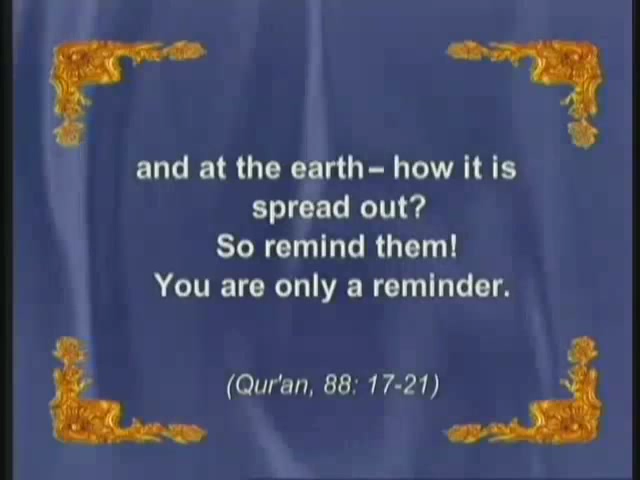 and at the earth– how it is
spread out?
So remind them!
You are only a reminder.
(Qur'an, 88: 17-21)